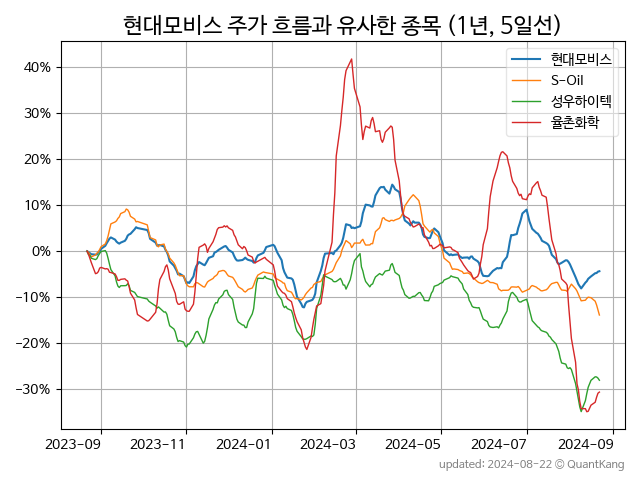 현대모비스 주가 흐름과 유사한 종목 (1년, 5일선)
현대모비스
S-Oil
성우하이텍
율촌화학
40%
30%
20%
10%
0%
−10%
−20%
−30%
2023-09 2023-11 2024-01 2024-03 2024-05 2024-07 2024-09
updated: 2024-08-22 @ QuantKang